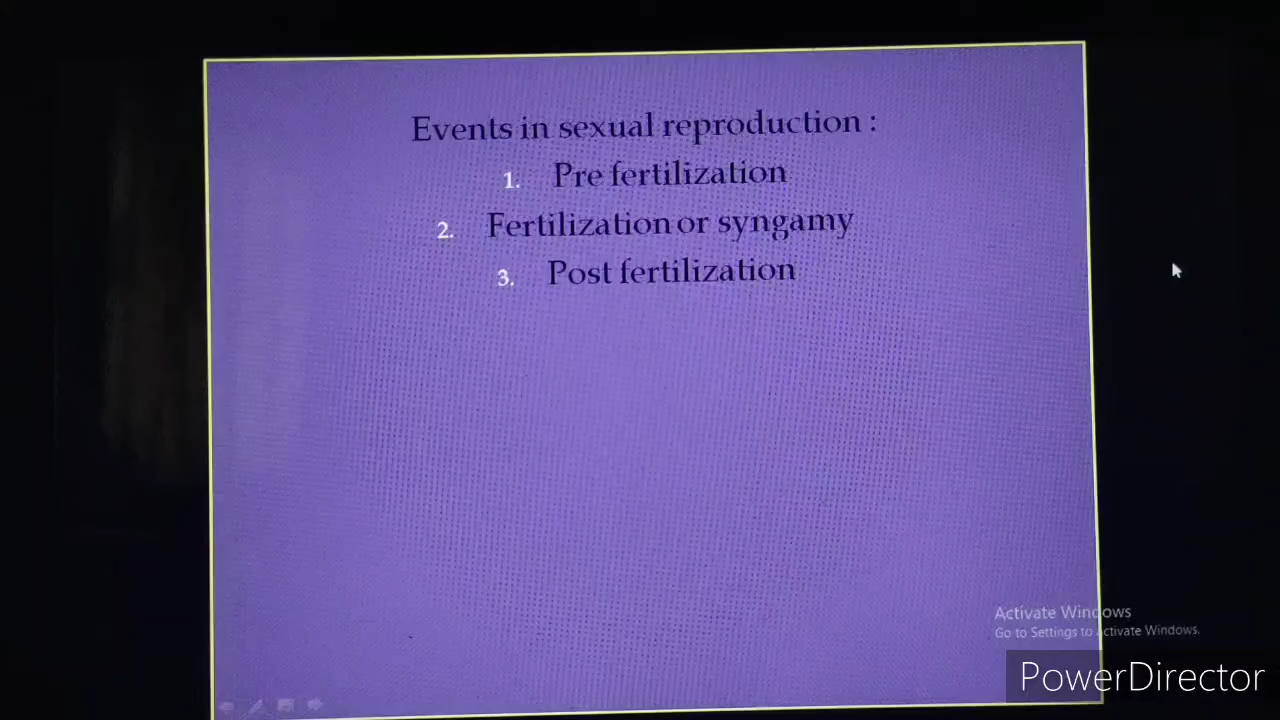 Events in sexual reproduction :
1. Pre fertilization
2. Fertilization or syngamy
3. Post fertilization
Activate Windows
Go to Settings to activate Windows.
PowerDirector